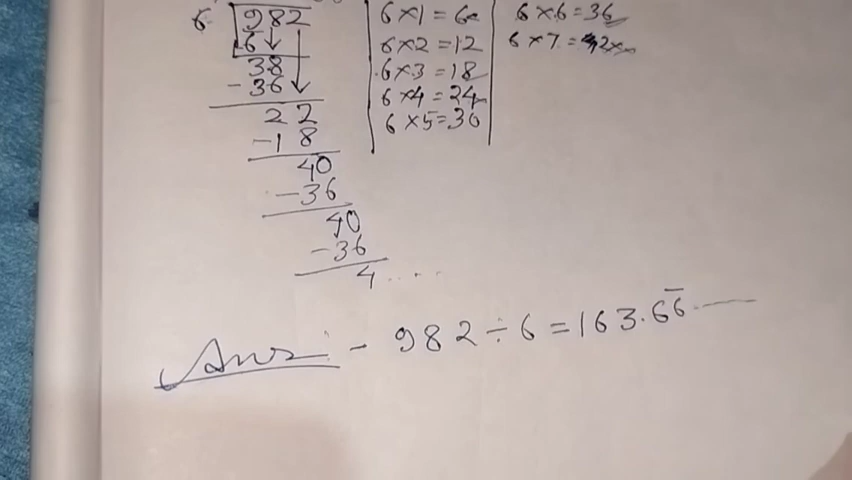 6 982
6
38
- 36
22
- 18
40
- 36
40
- 36
4 ....
6 × 1 = 6
6 × 2 = 12
6 × 3 = 18
6 × 4 = 24
6 × 5 = 30
6 × 6 = 36
6 × 7 = 42 ×
Ans - 982 ÷ 6 = 163.66̅